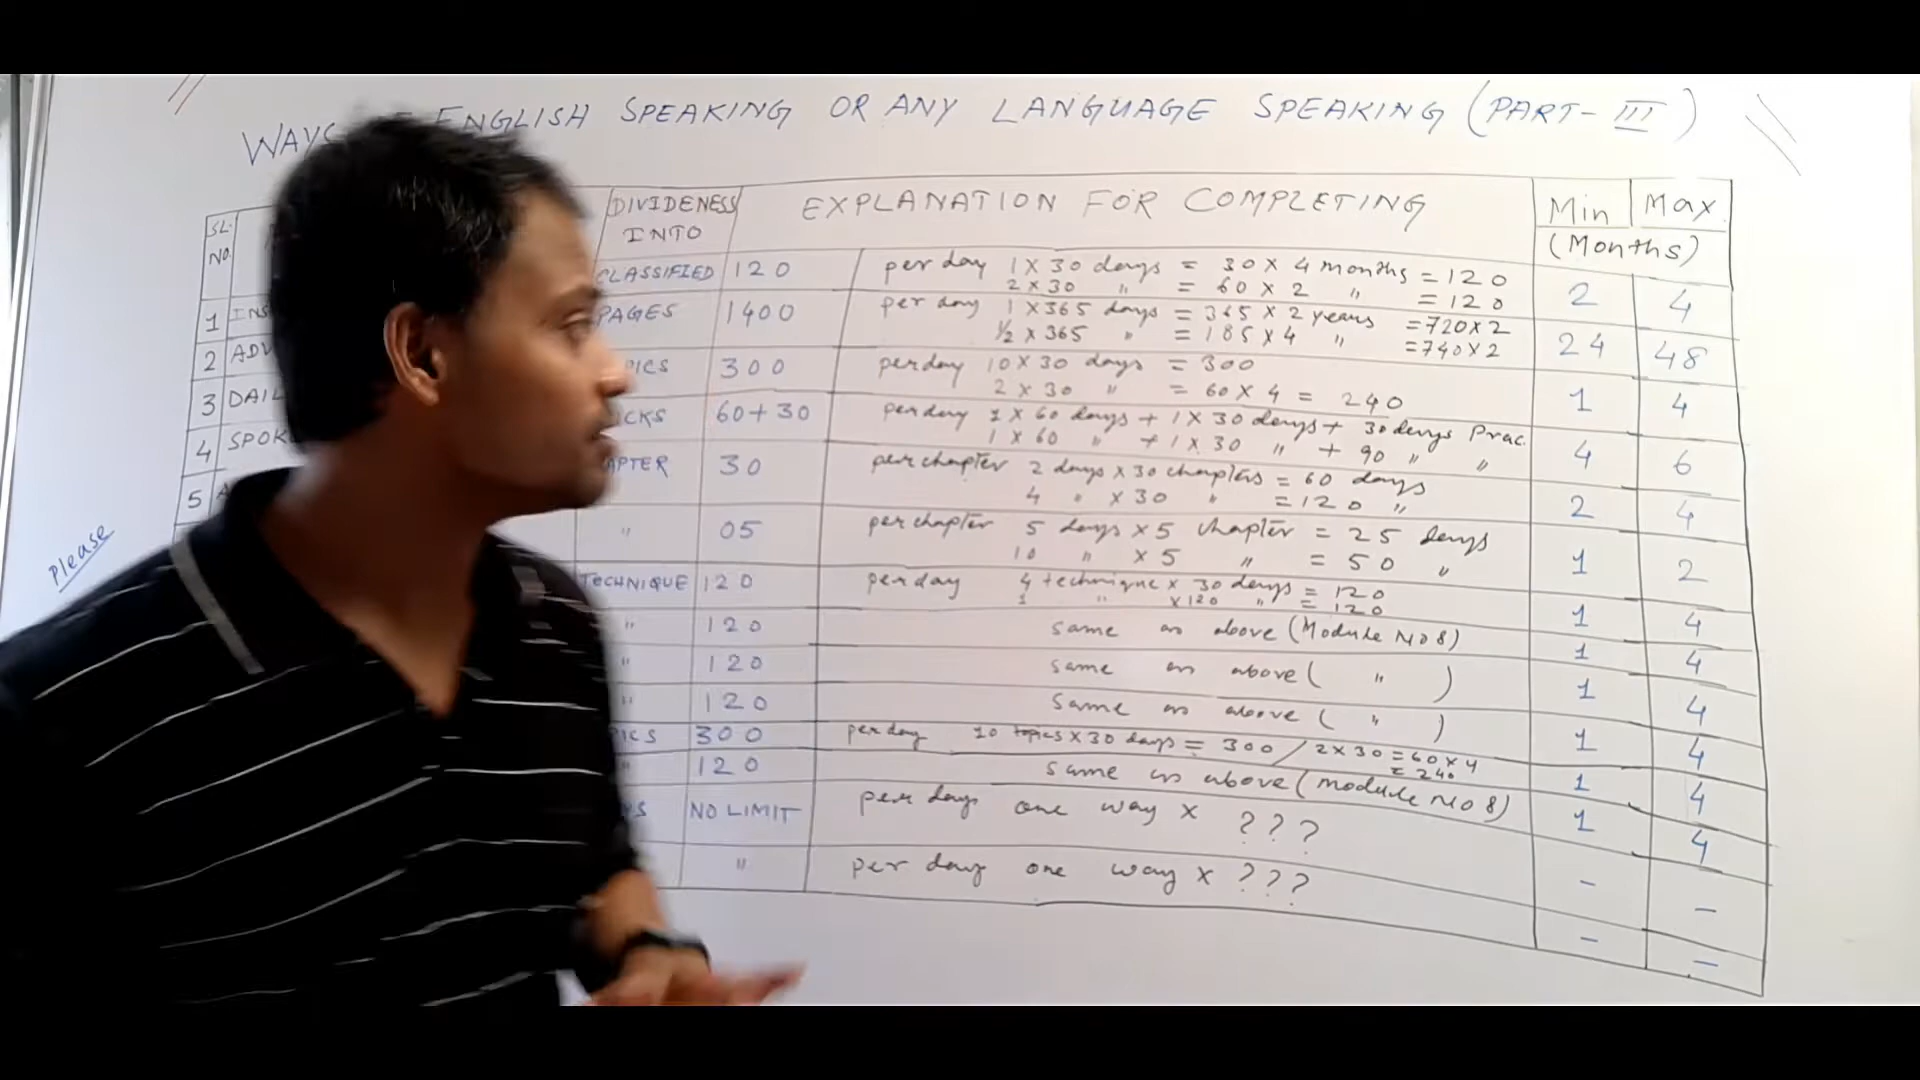 WAYS ENGLISH SPEAKING OR ANY LANGUAGE SPEAKING (PART-III)
SL. NO. DIVIDENESS INTO EXPLANATION FOR COMPLETING Min Max
(Months)
1 CLASSIFIED 120 per day 1 X 30 days = 30 X 4 months = 120 2 4
2 x 30 " = 60 x 2 " = 120
2 ADV PAGES 1400 per day 1 X 365 days = 365 X 2 years = 720 x 2 24 48
1/2 x 365 " = 185 x 4 " = 740 x 2
3 DAIL PICS 300 per day 10 X 30 days = 300 1 4
2 x 30 " = 60 x 4 = 240
4 SPOK ICKS 60+30 per day 1 X 60 days + 1 X 30 days + 30 days Prac. 4 6
1 x 60 " + 1 x 30 " + 90 " "
5 APTER 30 per chapter 2 days x 30 chapters = 60 days 2 4
4 " x 30 " = 120 "
" 05 per chapter 5 days x 5 chapter = 25 days 1 2
10 " x 5 " = 50 "
TECHNIQUE 120 per day 4 technique x 30 days = 120 1 4
1 " x 120 " = 120
" 120 same as above (Module No 8) 1 4
" 120 same as above ( " ) 1 4
" 120 same as above ( " ) 1 4
PICS 300 per day 10 topics x 30 days = 300 / 2 x 30 = 60 x 4 = 240 1 4
" 120 same as above (module No 8) 1 4
YS NO LIMIT per days one way x ??? - -
" per day one way x ??? - -
Please